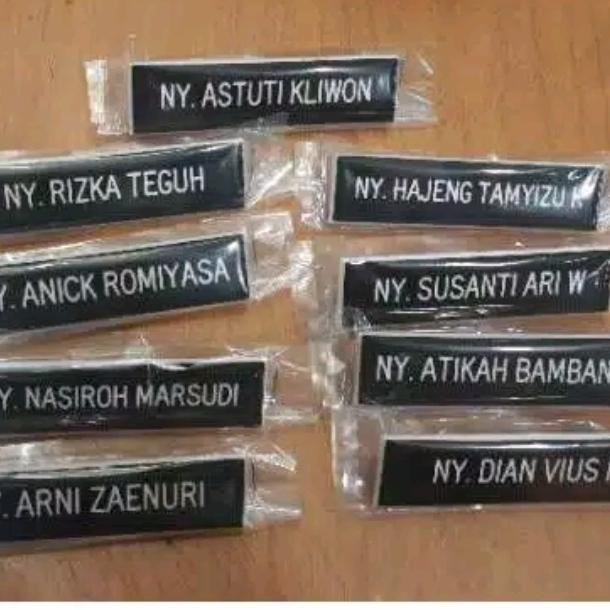 NY. ASTUTI KLIWON
NY. RIZKA TEGUH
NY. HAJENG TAMYIZU
Y. ANICK ROMIYASA
NY. SUSANTI ARI W
Y. NASIROH MARSUDI
NY. ATIKAH BAMBAN
. ARNI ZAENURI
NY. DIAN VIUS